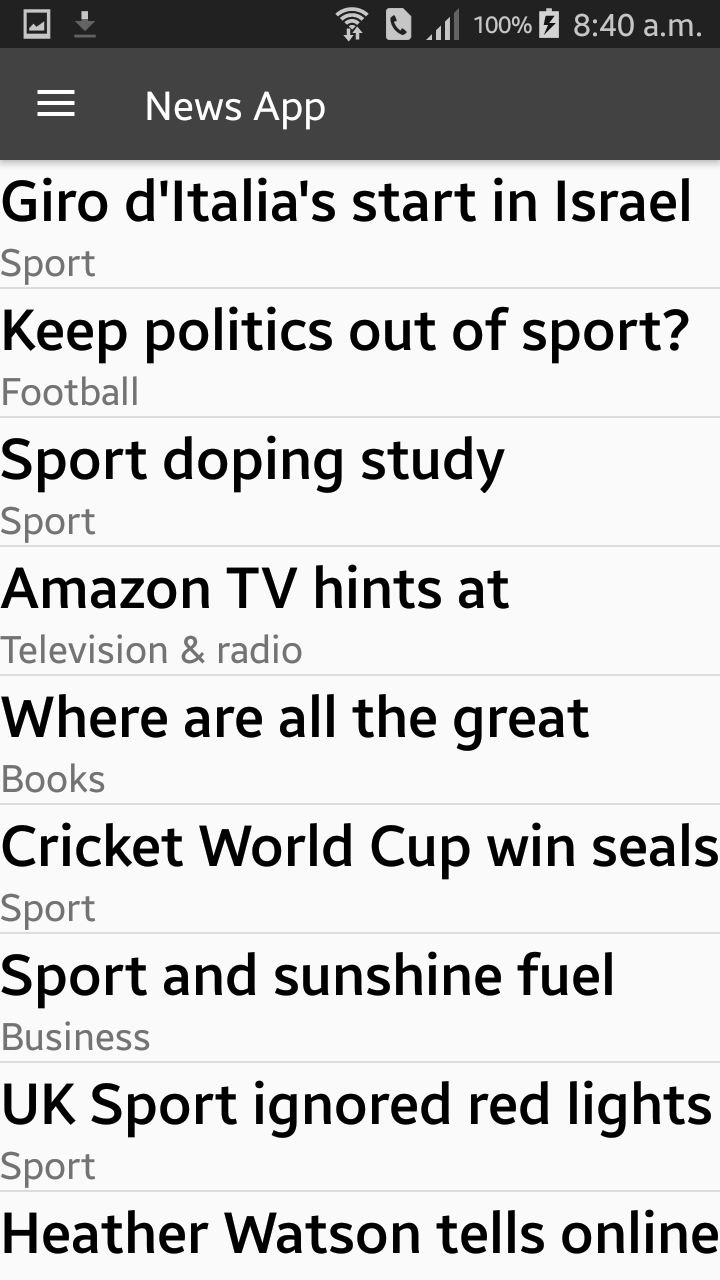 100% 8:40 a.m.
News App
Giro d'Italia's start in Israel
Sport
Keep politics out of sport?
Football
Sport doping study
Sport
Amazon TV hints at
Television & radio
Where are all the great
Books
Cricket World Cup win seals
Sport
Sport and sunshine fuel
Business
UK Sport ignored red lights
Sport
Heather Watson tells online